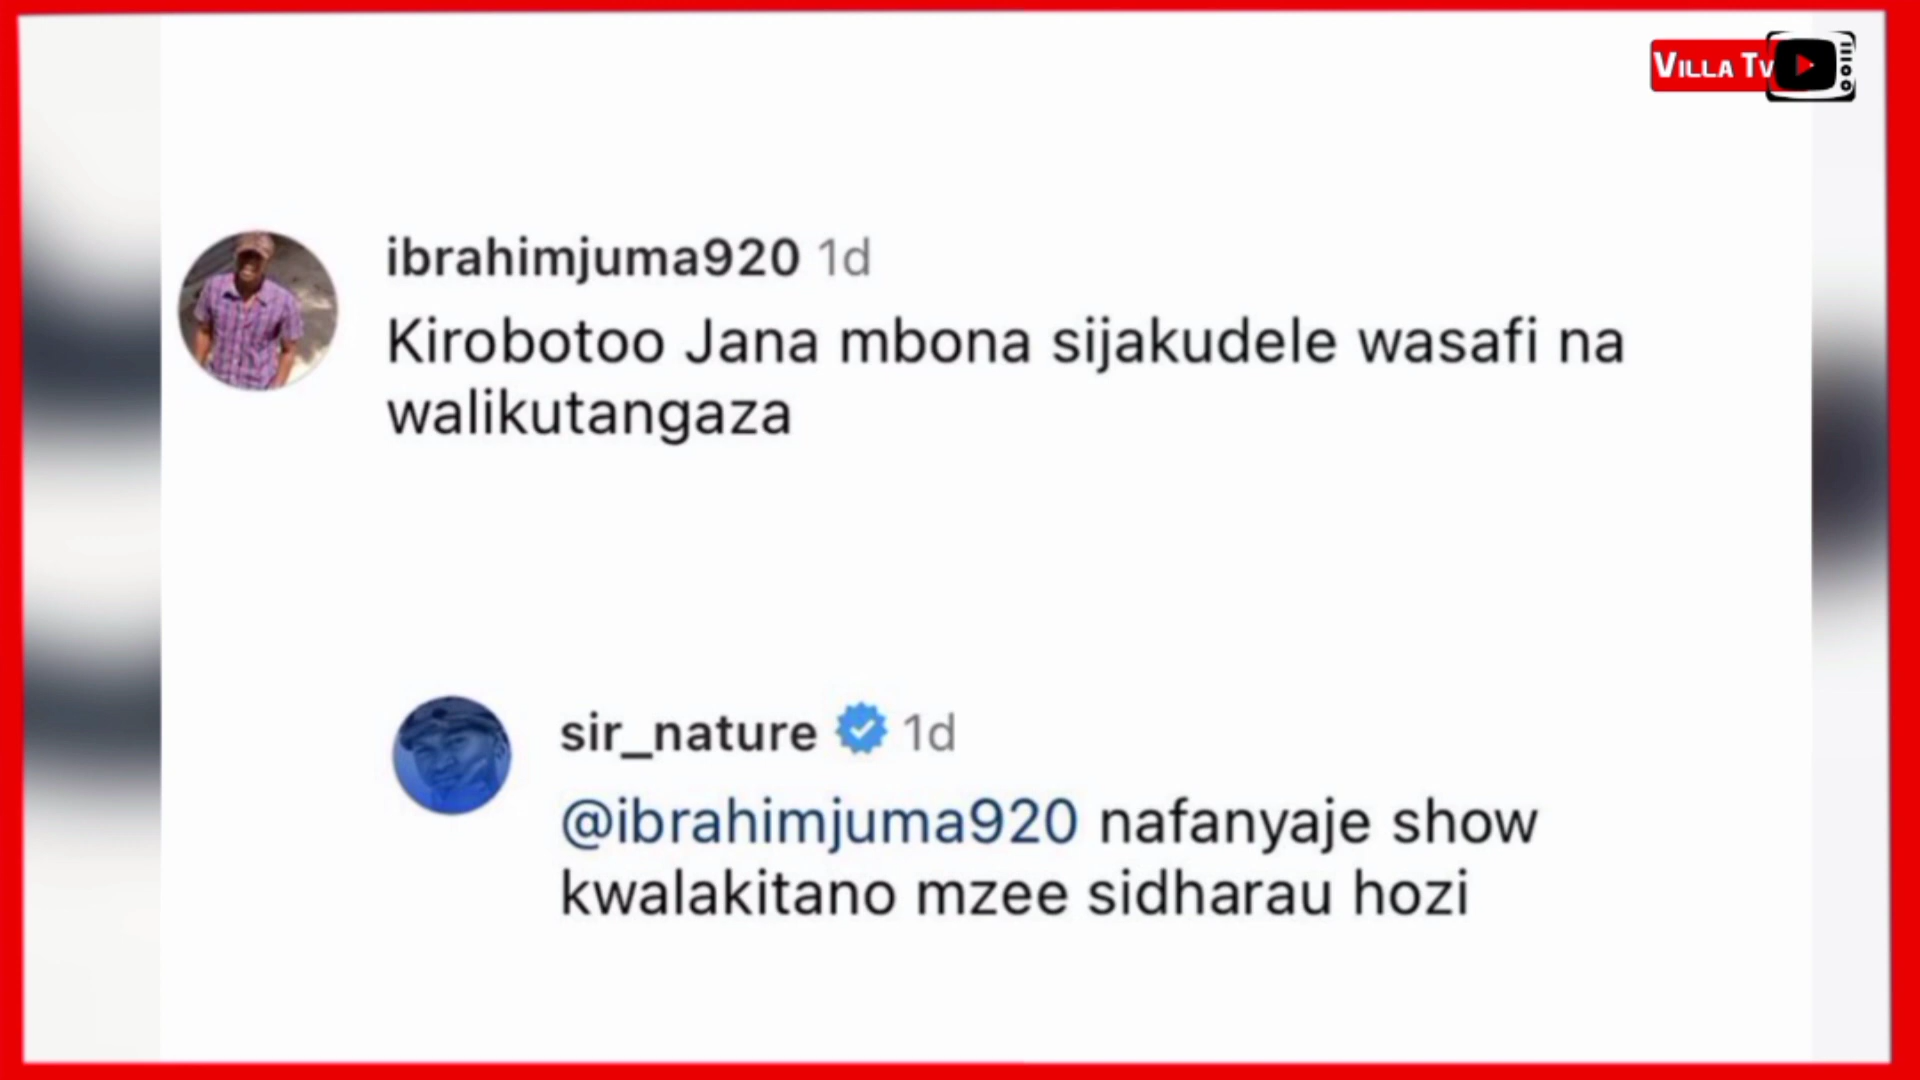 VILLA TV
ibrahimjuma920 1d
Kirobotoo Jana mbona sijakudele wasafi na
walikutangaza
sir_nature 1d
@ibrahimjuma920 nafanyaje show
kwalakitano mzee sidharau hozi